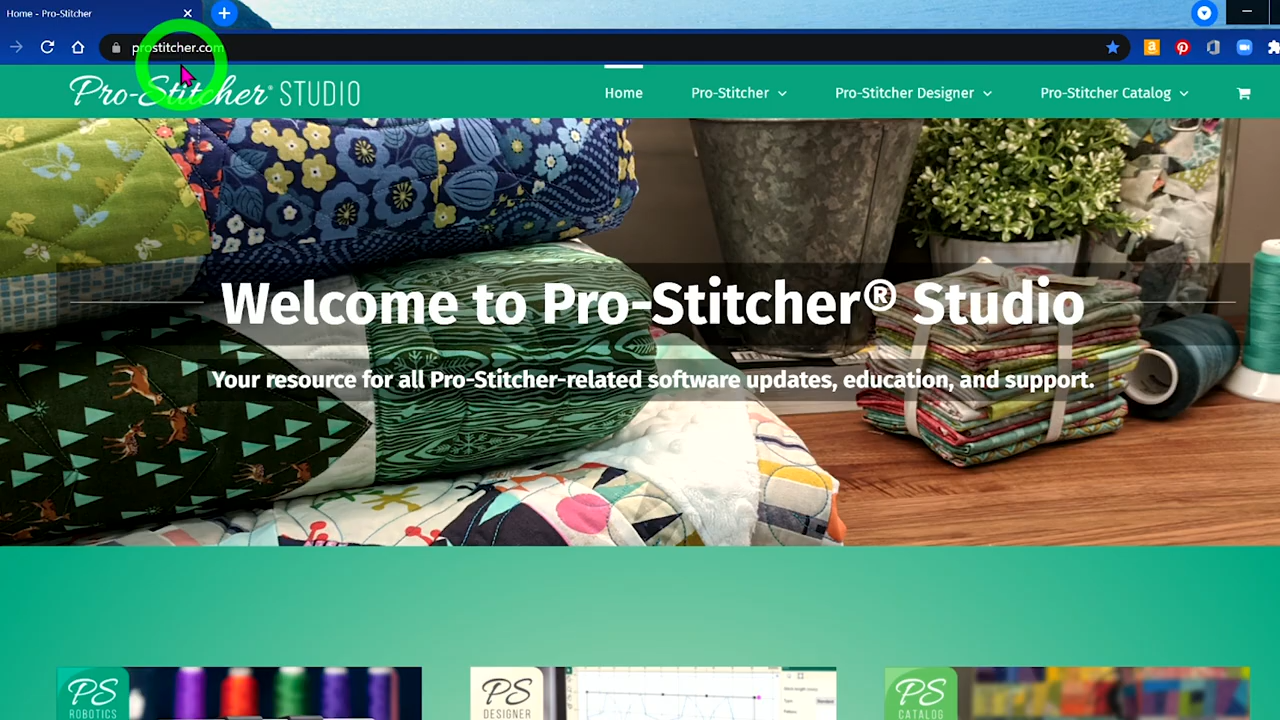 Home - Pro-Stitcher
prostitcher.com
Pro-Stitcher® STUDIO
Home
Pro-Stitcher
Pro-Stitcher Designer
Pro-Stitcher Catalog
Welcome to Pro-Stitcher® Studio
Your resource for all Pro-Stitcher-related software updates, education, and support.
PS
ROBOTICS
PS
DESIGNER
PS
CATALOG